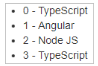 • 0 - TypeScript
• 1 - Angular
• 2 - Node JS
• 3 - TypeScript